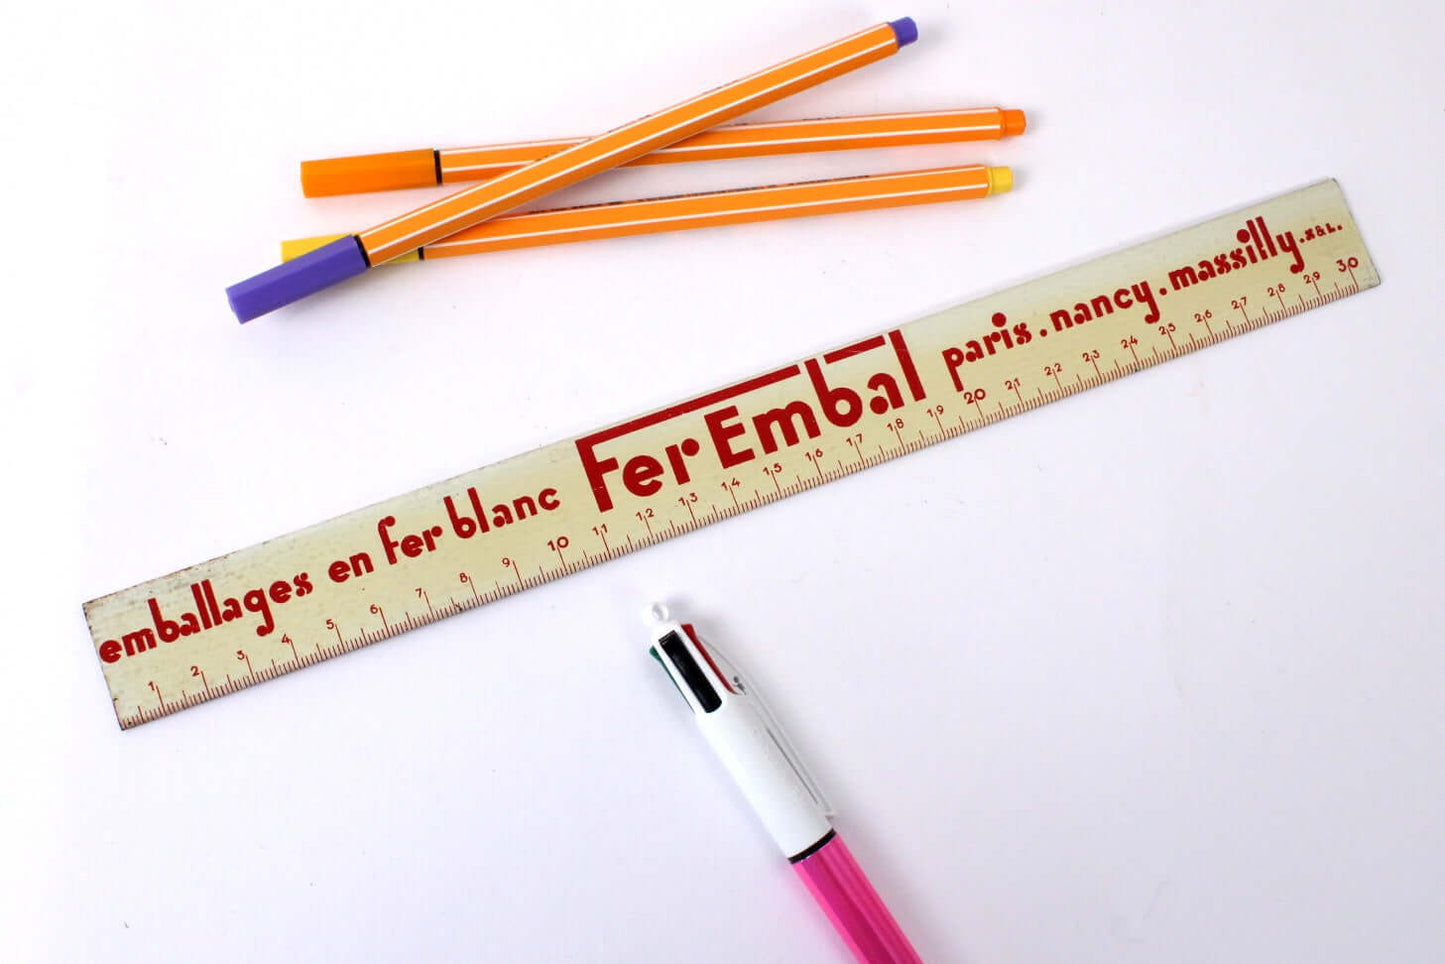 emballages en fer blanc FerEmbal paris . nancy . massilly . X & L.
1 2 3 4 5 6 7 8 9 10 11 12 13 14 15 16 17 18 19 20 21 22 23 24 25 26 27 28 29 30